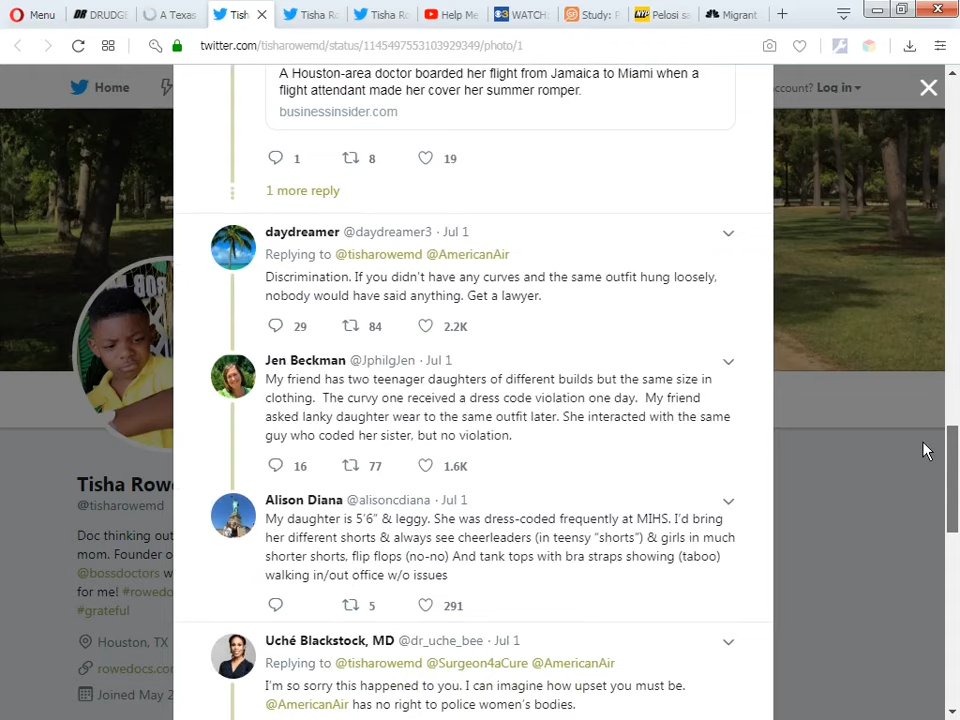 Menu DRUDGE A Texas Tish Tisha Ro Tisha Ro Help Me WATCH: Study: F Pelosi sa Migrant
twitter.com/tisharowemd/status/1145497553103929349/photo/1
Home
account? Log in
A Houston-area doctor boarded her flight from Jamaica to Miami when a
flight attendant made her cover her summer romper.
businessinsider.com
1 8 19
1 more reply
daydreamer @daydreamer3 · Jul 1
Replying to @tisharowemd @AmericanAir
Discrimination. If you didn't have any curves and the same outfit hung loosely,
nobody would have said anything. Get a lawyer.
29 84 2.2K
Jen Beckman @JphilgJen · Jul 1
My friend has two teenager daughters of different builds but the same size in
clothing. The curvy one received a dress code violation one day. My friend
asked lanky daughter wear to the same outfit later. She interacted with the same
guy who coded her sister, but no violation.
16 77 1.6K
Alison Diana @alisoncdiana · Jul 1
My daughter is 5'6" & leggy. She was dress-coded frequently at MIHS. I'd bring
her different shorts & always see cheerleaders (in teensy "shorts") & girls in much
shorter shorts, flip flops (no-no) And tank tops with bra straps showing (taboo)
walking in/out office w/o issues
5 291
Uché Blackstock, MD @dr_uche_bee · Jul 1
Replying to @tisharowemd @Surgeon4aCure @AmericanAir
I'm so sorry this happened to you. I can imagine how upset you must be.
@AmericanAir has no right to police women's bodies.
Tisha Rowe
@tisharowemd
Doc thinking out
mom. Founder o
@bossdoctors w
for me! #rowedo
#grateful
Houston, TX
rowedocs.co
Joined May 2